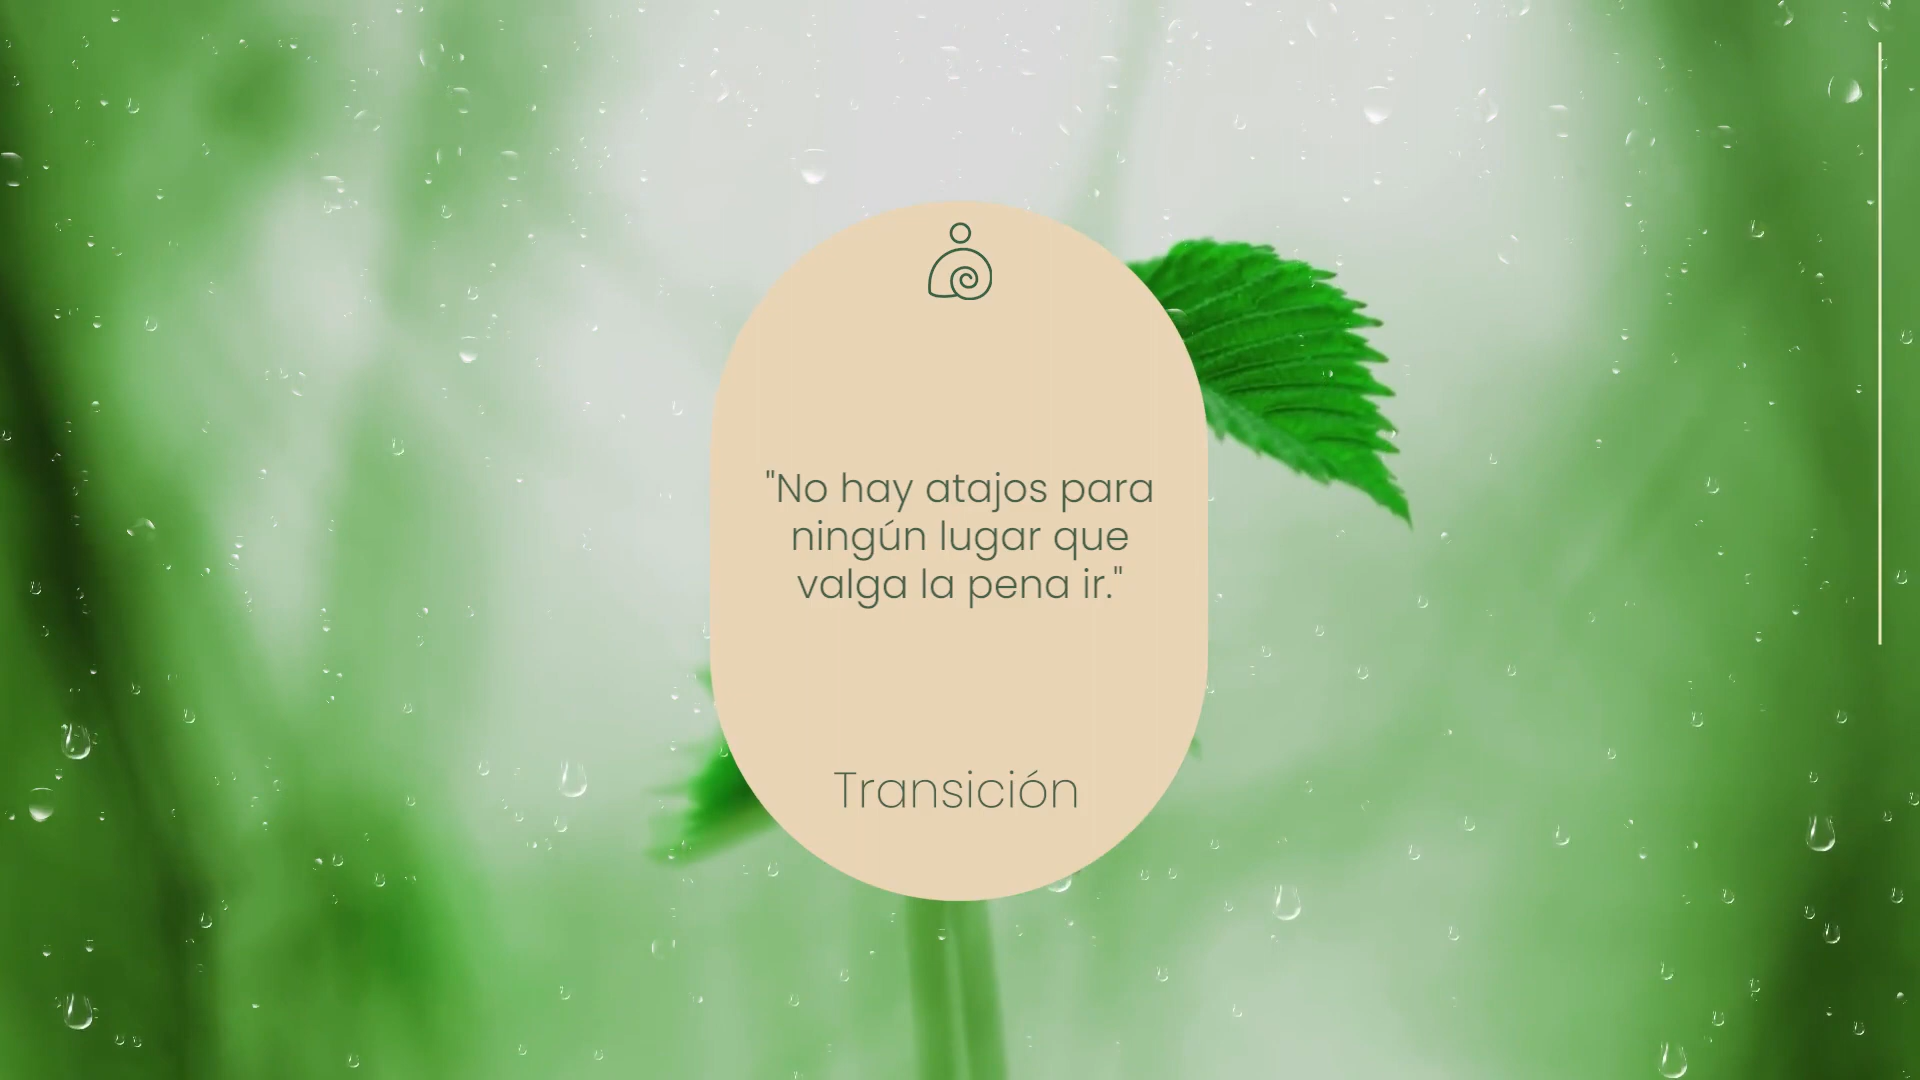 "No hay atajos para
ningún lugar que
valga la pena ir."
Transición